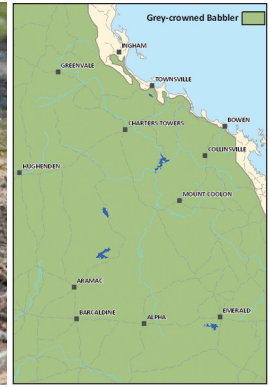 Grey-crowned Babbler
INGHAM
GREENVALE
TOWNSVILLE
CHARTERS TOWERS
BOWEN
COLLINSVILLE
HUGHENDEN
MOUNT COOLON
ARAMAC
BARCALDINE
ALPHA
EMERALD